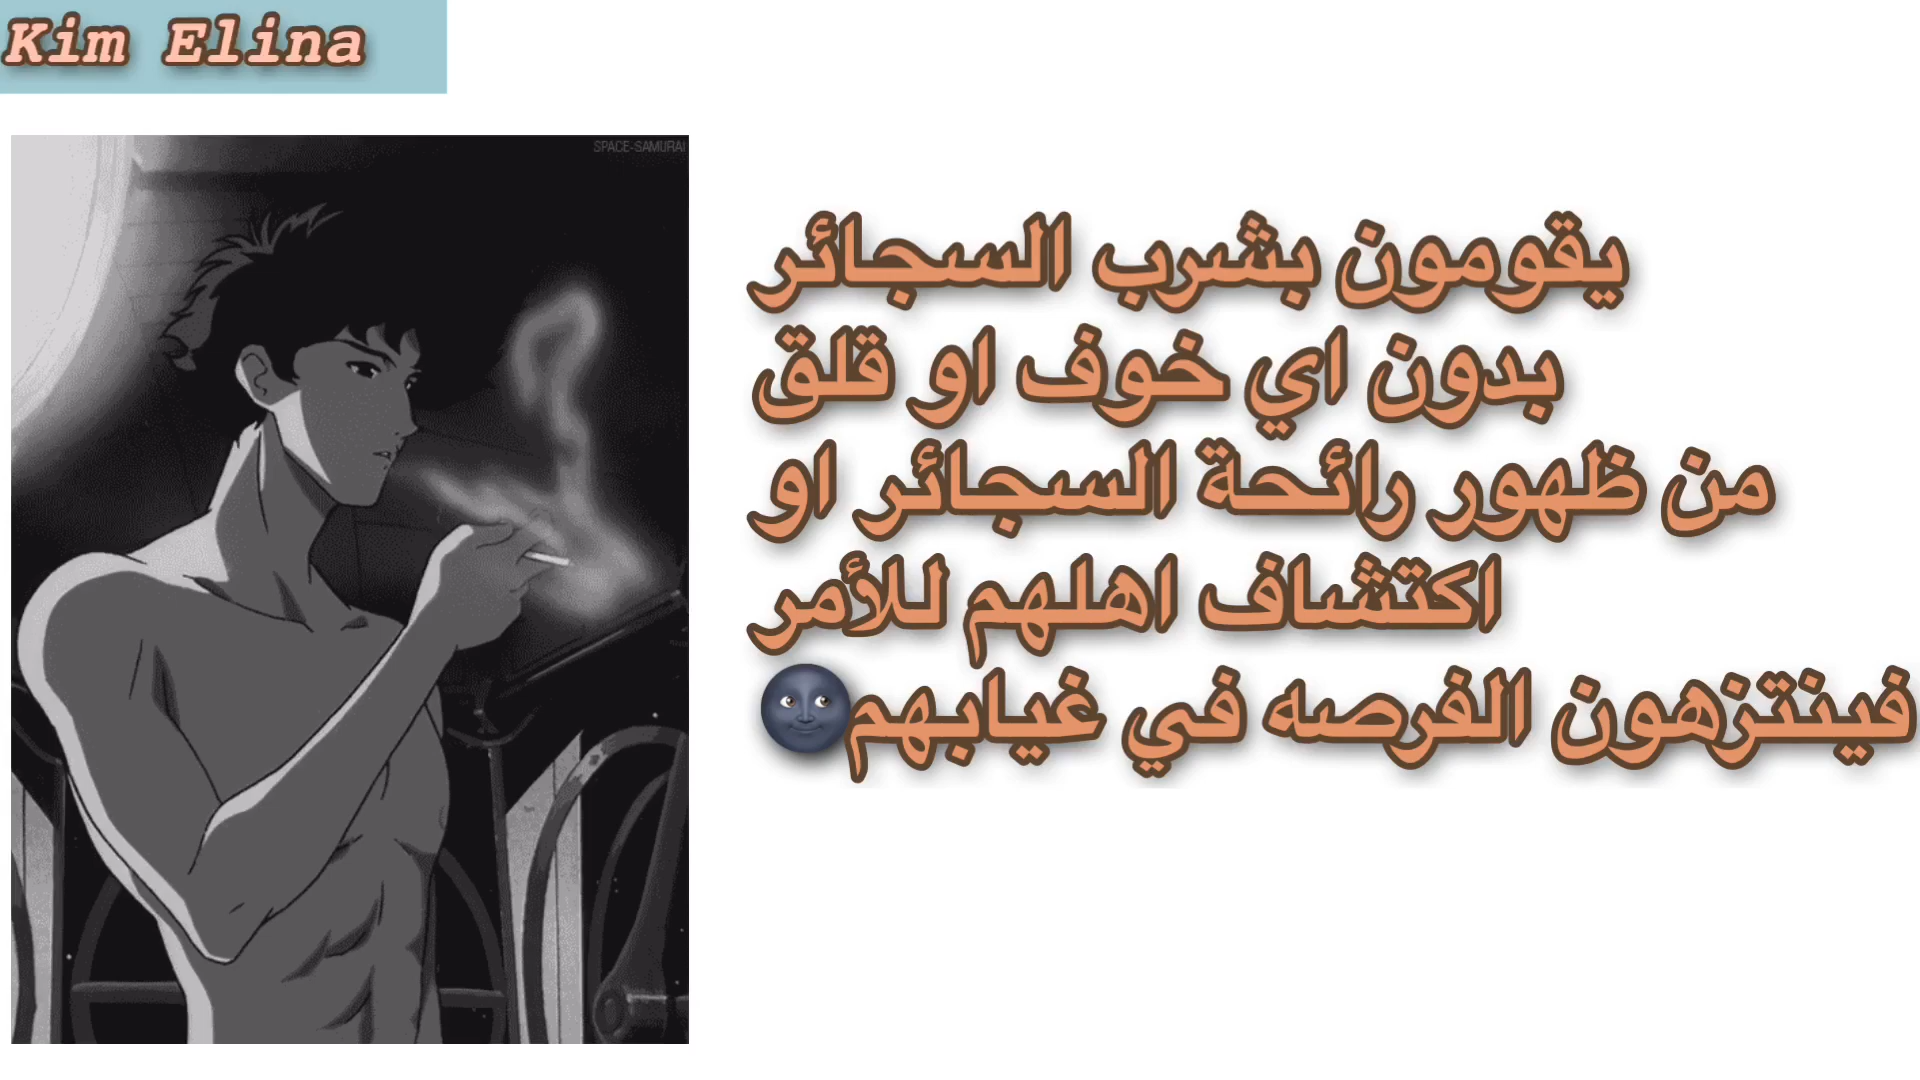 Kim Elina
SPACE-SAMURAI
يقومون بشرب السجائر
بدون اي خوف او قلق
من ظهور رائحة السجائر او
اكتشاف اهلهم للأمر
فينتزهون الفرصه في غيابهم🌚